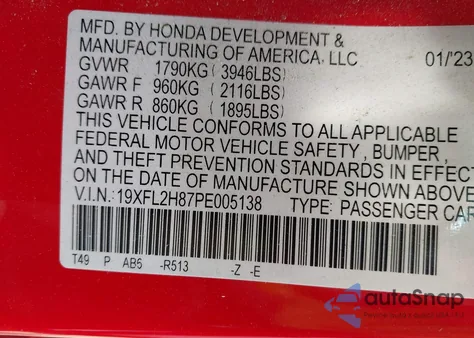 MFD. BY HONDA DEVELOPMENT &
MANUFACTURING OF AMERICA, LLC 01/'23
GVWR 1790KG (3946LBS)
GAWR F 960KG (2116LBS)
GAWR R 860KG (1895LBS)
THIS VEHICLE CONFORMS TO ALL APPLICABLE
FEDERAL MOTOR VEHICLE SAFETY , BUMPER,
AND THEFT PREVENTION STANDARDS IN EFFECT
ON THE DATE OF MANUFACTURE SHOWN ABOVE
V.I.N.:19XFL2H87PE005138 TYPE: PASSENGER CAR
T49 P AB6 -R513 -Z -E
autoSnap